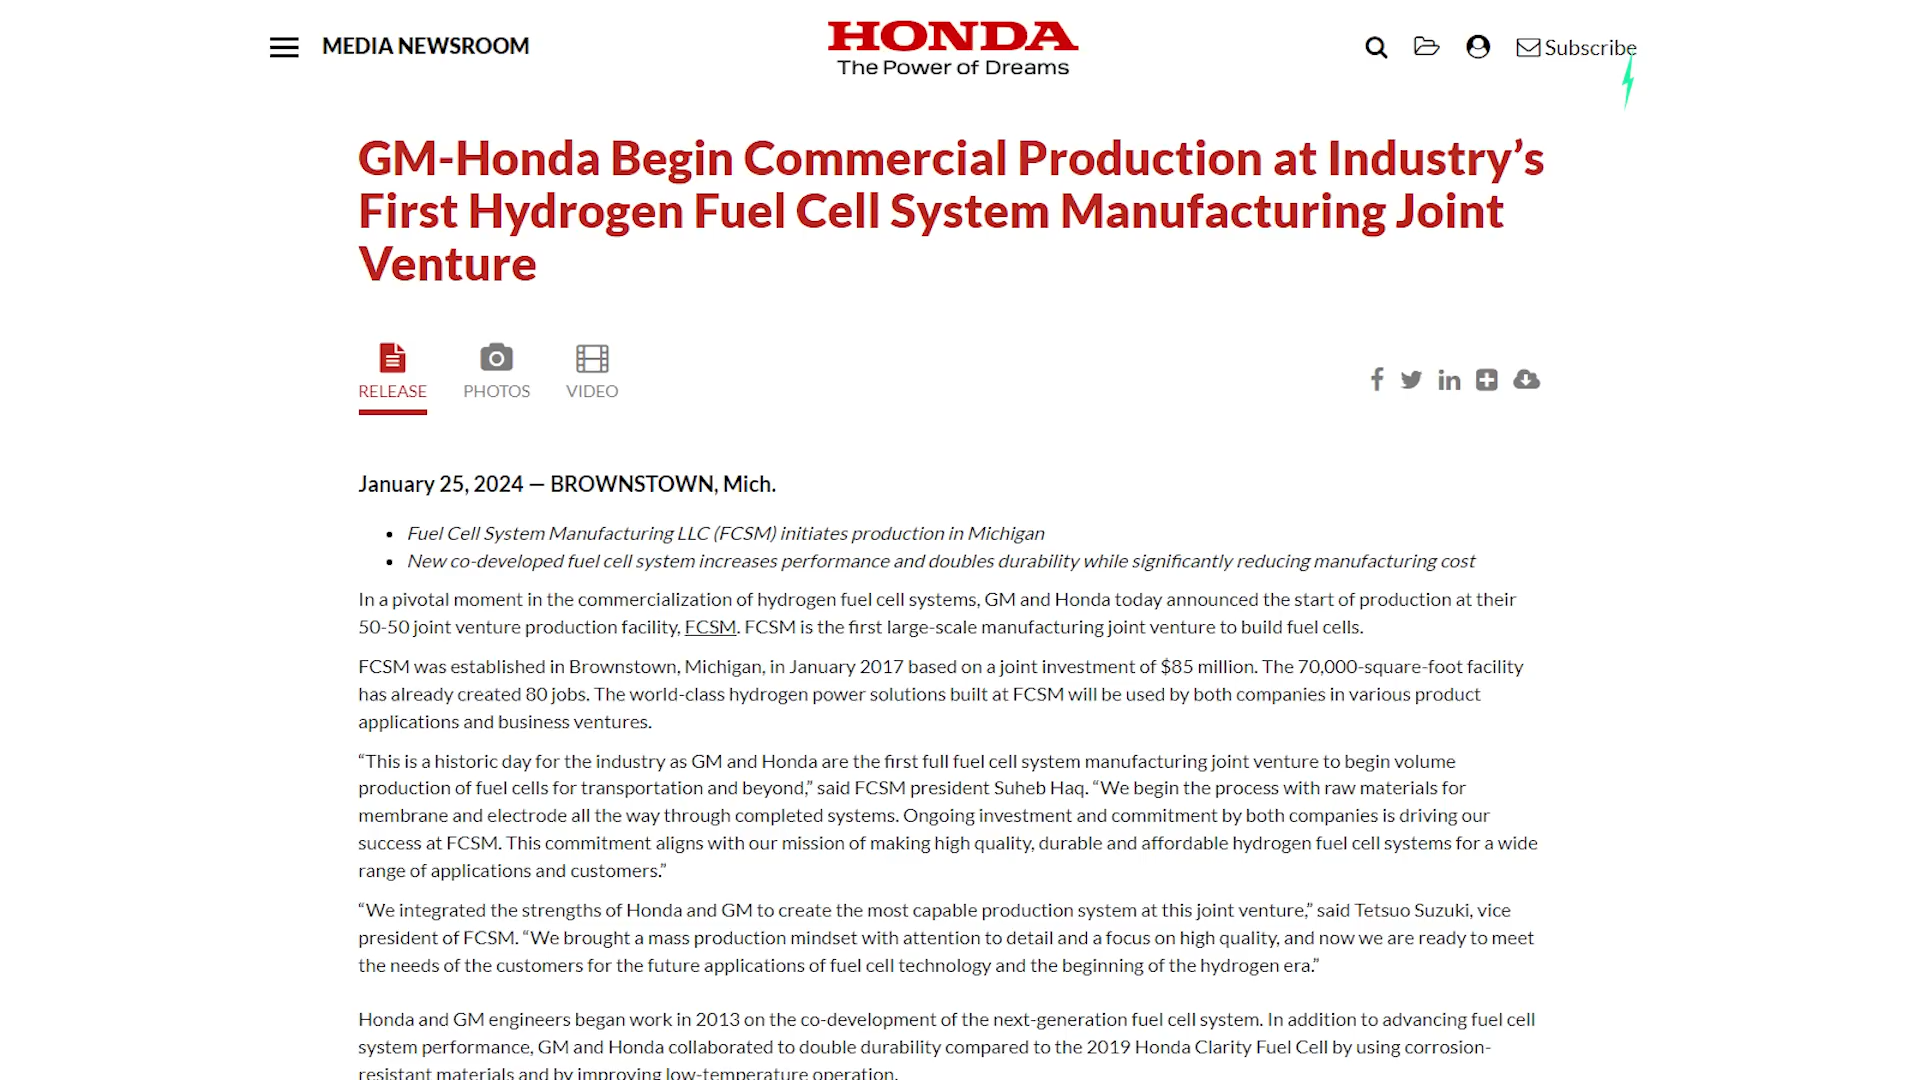 MEDIA NEWSROOM
HONDA
The Power of Dreams
Subscribe
GM-Honda Begin Commercial Production at Industry’s
First Hydrogen Fuel Cell System Manufacturing Joint
Venture
RELEASE
PHOTOS
VIDEO
January 25, 2024 — BROWNSTOWN, Mich.
• Fuel Cell System Manufacturing LLC (FCSM) initiates production in Michigan
• New co-developed fuel cell system increases performance and doubles durability while significantly reducing manufacturing cost
In a pivotal moment in the commercialization of hydrogen fuel cell systems, GM and Honda today announced the start of production at their
50-50 joint venture production facility, FCSM. FCSM is the first large-scale manufacturing joint venture to build fuel cells.
FCSM was established in Brownstown, Michigan, in January 2017 based on a joint investment of $85 million. The 70,000-square-foot facility
has already created 80 jobs. The world-class hydrogen power solutions built at FCSM will be used by both companies in various product
applications and business ventures.
“This is a historic day for the industry as GM and Honda are the first full fuel cell system manufacturing joint venture to begin volume
production of fuel cells for transportation and beyond,” said FCSM president Suheb Haq. “We begin the process with raw materials for
membrane and electrode all the way through completed systems. Ongoing investment and commitment by both companies is driving our
success at FCSM. This commitment aligns with our mission of making high quality, durable and affordable hydrogen fuel cell systems for a wide
range of applications and customers.”
“We integrated the strengths of Honda and GM to create the most capable production system at this joint venture,” said Tetsuo Suzuki, vice
president of FCSM. “We brought a mass production mindset with attention to detail and a focus on high quality, and now we are ready to meet
the needs of the customers for the future applications of fuel cell technology and the beginning of the hydrogen era.”
Honda and GM engineers began work in 2013 on the co-development of the next-generation fuel cell system. In addition to advancing fuel cell
system performance, GM and Honda collaborated to double durability compared to the 2019 Honda Clarity Fuel Cell by using corrosion-
resistant materials and by improving low-temperature operation.